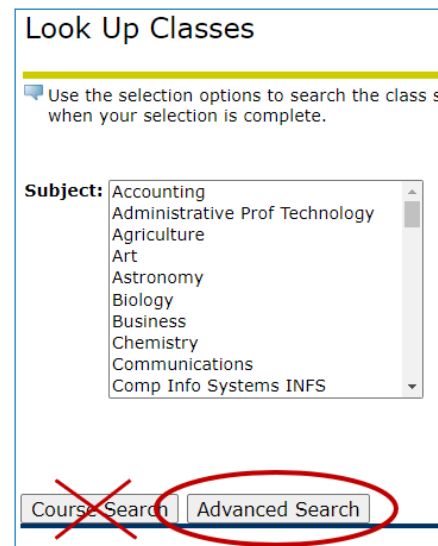 Look Up Classes
Use the selection options to search the class
when your selection is complete.
Subject: Accounting
Administrative Prof Technology
Agriculture
Art
Astronomy
Biology
Business
Chemistry
Communications
Comp Info Systems INFS
Course Search Advanced Search